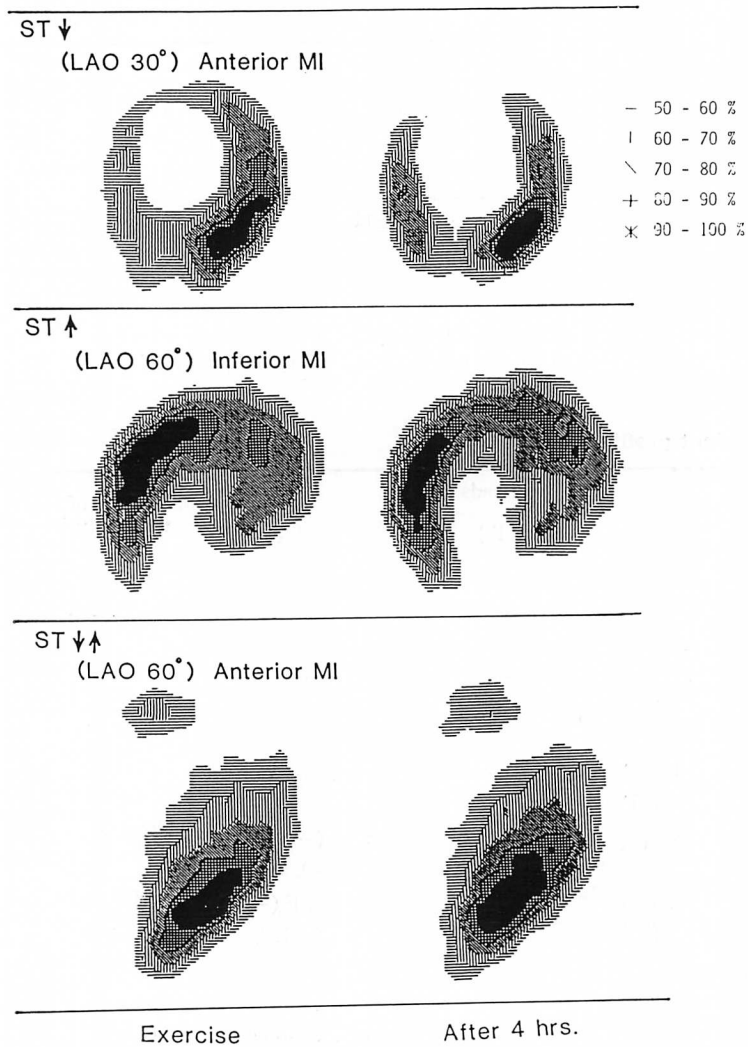 ST ↓
(LAO 30°) Anterior MI
— 50 - 60 %
| 60 - 70 %
\ 70 - 80 %
+ 80 - 90 %
✳ 90 - 100 %
ST ↑
(LAO 60°) Inferior MI
ST ↓↑
(LAO 60°) Anterior MI
Exercise After 4 hrs.